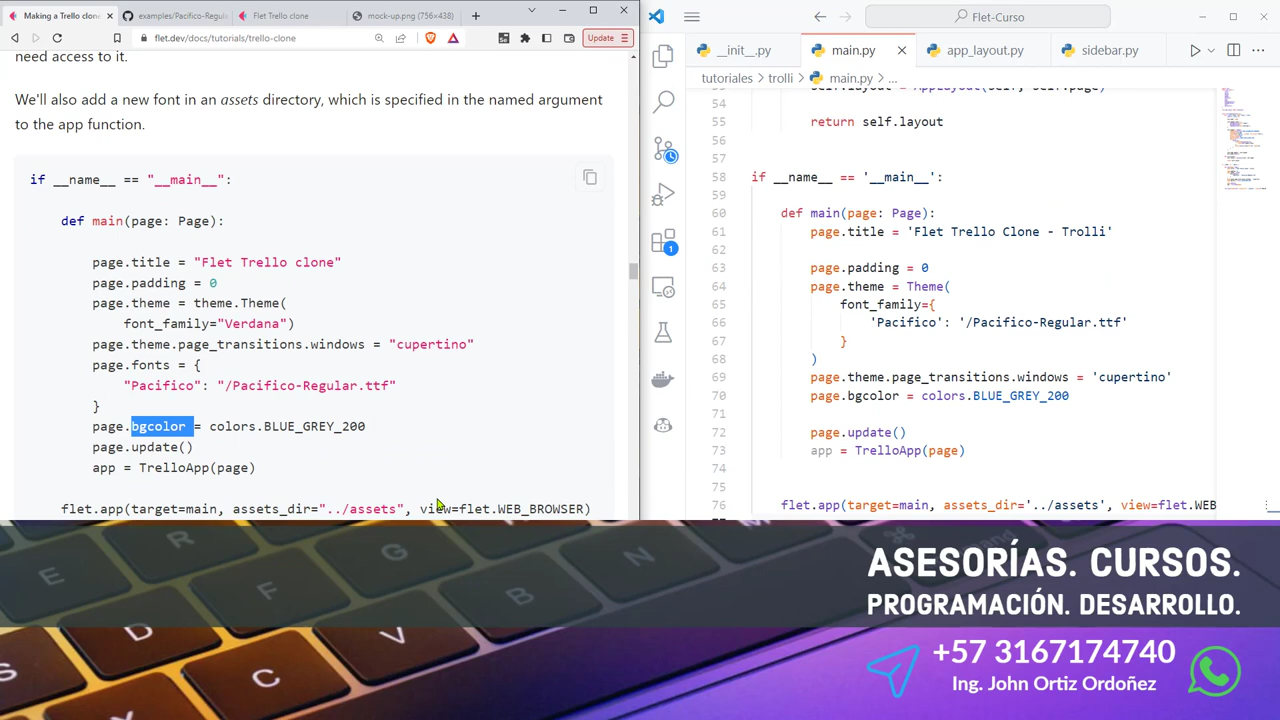 Making a Trello clon
examples/Pacifico-Regul
Flet Trello clone
mock-up.png (756×438)
flet.dev/docs/tutorials/trello-clone
Update
need access to it.
We'll also add a new font in an assets directory, which is specified in the named argument
to the app function.
if __name__ == "__main__":
def main(page: Page):
page.title = "Flet Trello clone"
page.padding = 0
page.theme = theme.Theme(
font_family="Verdana")
page.theme.page_transitions.windows = "cupertino"
page.fonts = {
"Pacifico": "/Pacifico-Regular.ttf"
}
page.bgcolor = colors.BLUE_GREY_200
page.update()
app = TrelloApp(page)
flet.app(target=main, assets_dir="../assets", view=flet.WEB_BROWSER)
Flet-Curso
__init__.py
main.py
app_layout.py
sidebar.py
tutoriales > trolli > main.py > ...
1
54
55 return self.layout
56
57
58 if __name__ == '__main__':
59
60 def main(page: Page):
61 page.title = 'Flet Trello Clone - Trolli'
62
63 page.padding = 0
64 page.theme = Theme(
65 font_family={
66 'Pacifico': '/Pacifico-Regular.ttf'
67 }
68 )
69 page.theme.page_transitions.windows = 'cupertino'
70 page.bgcolor = colors.BLUE_GREY_200
71
72 page.update()
73 app = TrelloApp(page)
74
75
76 flet.app(target=main, assets_dir='../assets', view=flet.WEB
ASESORÍAS. CURSOS.
PROGRAMACIÓN. DESARROLLO.
+57 3167174740
Ing. John Ortiz Ordoñez